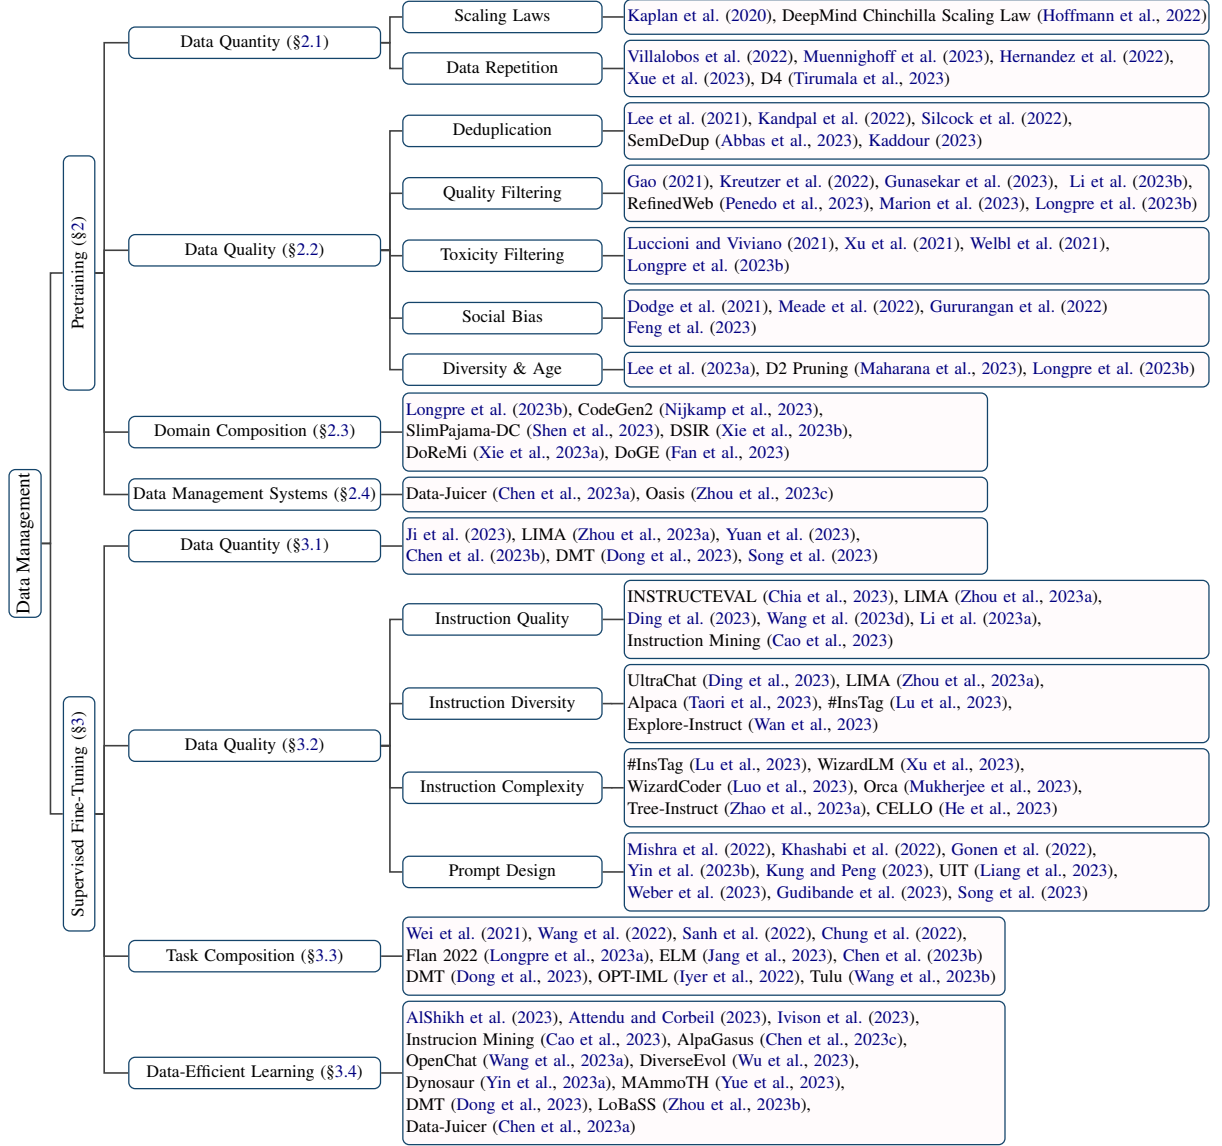 Data Management
Pretraining (§2)
Data Quantity (§2.1)
Scaling Laws
Kaplan et al. (2020), DeepMind Chinchilla Scaling Law (Hoffmann et al., 2022)
Data Repetition
Villalobos et al. (2022), Muennighoff et al. (2023), Hernandez et al. (2022),
Xue et al. (2023), D4 (Tirumala et al., 2023)
Data Quality (§2.2)
Deduplication
Lee et al. (2021), Kandpal et al. (2022), Silcock et al. (2022),
SemDeDup (Abbas et al., 2023), Kaddour (2023)
Quality Filtering
Gao (2021), Kreutzer et al. (2022), Gunasekar et al. (2023), Li et al. (2023b),
RefinedWeb (Penedo et al., 2023), Marion et al. (2023), Longpre et al. (2023b)
Toxicity Filtering
Luccioni and Viviano (2021), Xu et al. (2021), Welbl et al. (2021),
Longpre et al. (2023b)
Social Bias
Dodge et al. (2021), Meade et al. (2022), Gururangan et al. (2022)
Feng et al. (2023)
Diversity & Age
Lee et al. (2023a), D2 Pruning (Maharana et al., 2023), Longpre et al. (2023b)
Domain Composition (§2.3)
Longpre et al. (2023b), CodeGen2 (Nijkamp et al., 2023),
SlimPajama-DC (Shen et al., 2023), DSIR (Xie et al., 2023b),
DoReMi (Xie et al., 2023a), DoGE (Fan et al., 2023)
Data Management Systems (§2.4)
Data-Juicer (Chen et al., 2023a), Oasis (Zhou et al., 2023c)
Supervised Fine-Tuning (§3)
Data Quantity (§3.1)
Ji et al. (2023), LIMA (Zhou et al., 2023a), Yuan et al. (2023),
Chen et al. (2023b), DMT (Dong et al., 2023), Song et al. (2023)
Data Quality (§3.2)
Instruction Quality
INSTRUCTEVAL (Chia et al., 2023), LIMA (Zhou et al., 2023a),
Ding et al. (2023), Wang et al. (2023d), Li et al. (2023a),
Instruction Mining (Cao et al., 2023)
Instruction Diversity
UltraChat (Ding et al., 2023), LIMA (Zhou et al., 2023a),
Alpaca (Taori et al., 2023), #InsTag (Lu et al., 2023),
Explore-Instruct (Wan et al., 2023)
Instruction Complexity
#InsTag (Lu et al., 2023), WizardLM (Xu et al., 2023),
WizardCoder (Luo et al., 2023), Orca (Mukherjee et al., 2023),
Tree-Instruct (Zhao et al., 2023a), CELLO (He et al., 2023)
Prompt Design
Mishra et al. (2022), Khashabi et al. (2022), Gonen et al. (2022),
Yin et al. (2023b), Kung and Peng (2023), UIT (Liang et al., 2023),
Weber et al. (2023), Gudibande et al. (2023), Song et al. (2023)
Task Composition (§3.3)
Wei et al. (2021), Wang et al. (2022), Sanh et al. (2022), Chung et al. (2022),
Flan 2022 (Longpre et al., 2023a), ELM (Jang et al., 2023), Chen et al. (2023b)
DMT (Dong et al., 2023), OPT-IML (Iyer et al., 2022), Tulu (Wang et al., 2023b)
Data-Efficient Learning (§3.4)
AlShikh et al. (2023), Attendu and Corbeil (2023), Ivison et al. (2023),
Instrucion Mining (Cao et al., 2023), AlpaGasus (Chen et al., 2023c),
OpenChat (Wang et al., 2023a), DiverseEvol (Wu et al., 2023),
Dynosaur (Yin et al., 2023a), MAmmoTH (Yue et al., 2023),
DMT (Dong et al., 2023), LoBaSS (Zhou et al., 2023b),
Data-Juicer (Chen et al., 2023a)